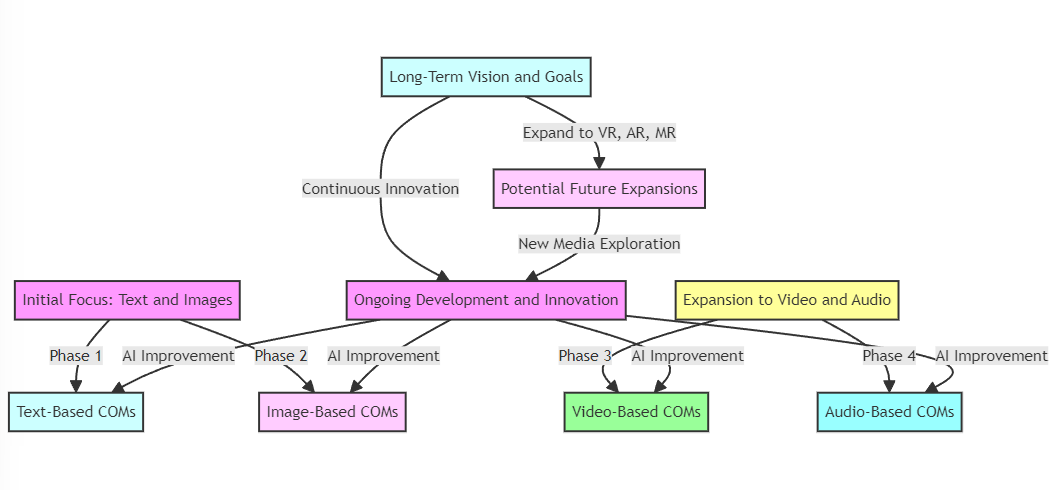 Long-Term Vision and Goals
Expand to VR, AR, MR
Continuous Innovation
Potential Future Expansions
New Media Exploration
Initial Focus: Text and Images
Ongoing Development and Innovation
Expansion to Video and Audio
Phase 1
AI Improvement
Phase 2
AI Improvement
Phase 3
AI Improvement
Phase 4
AI Improvement
Text-Based COMs
Image-Based COMs
Video-Based COMs
Audio-Based COMs